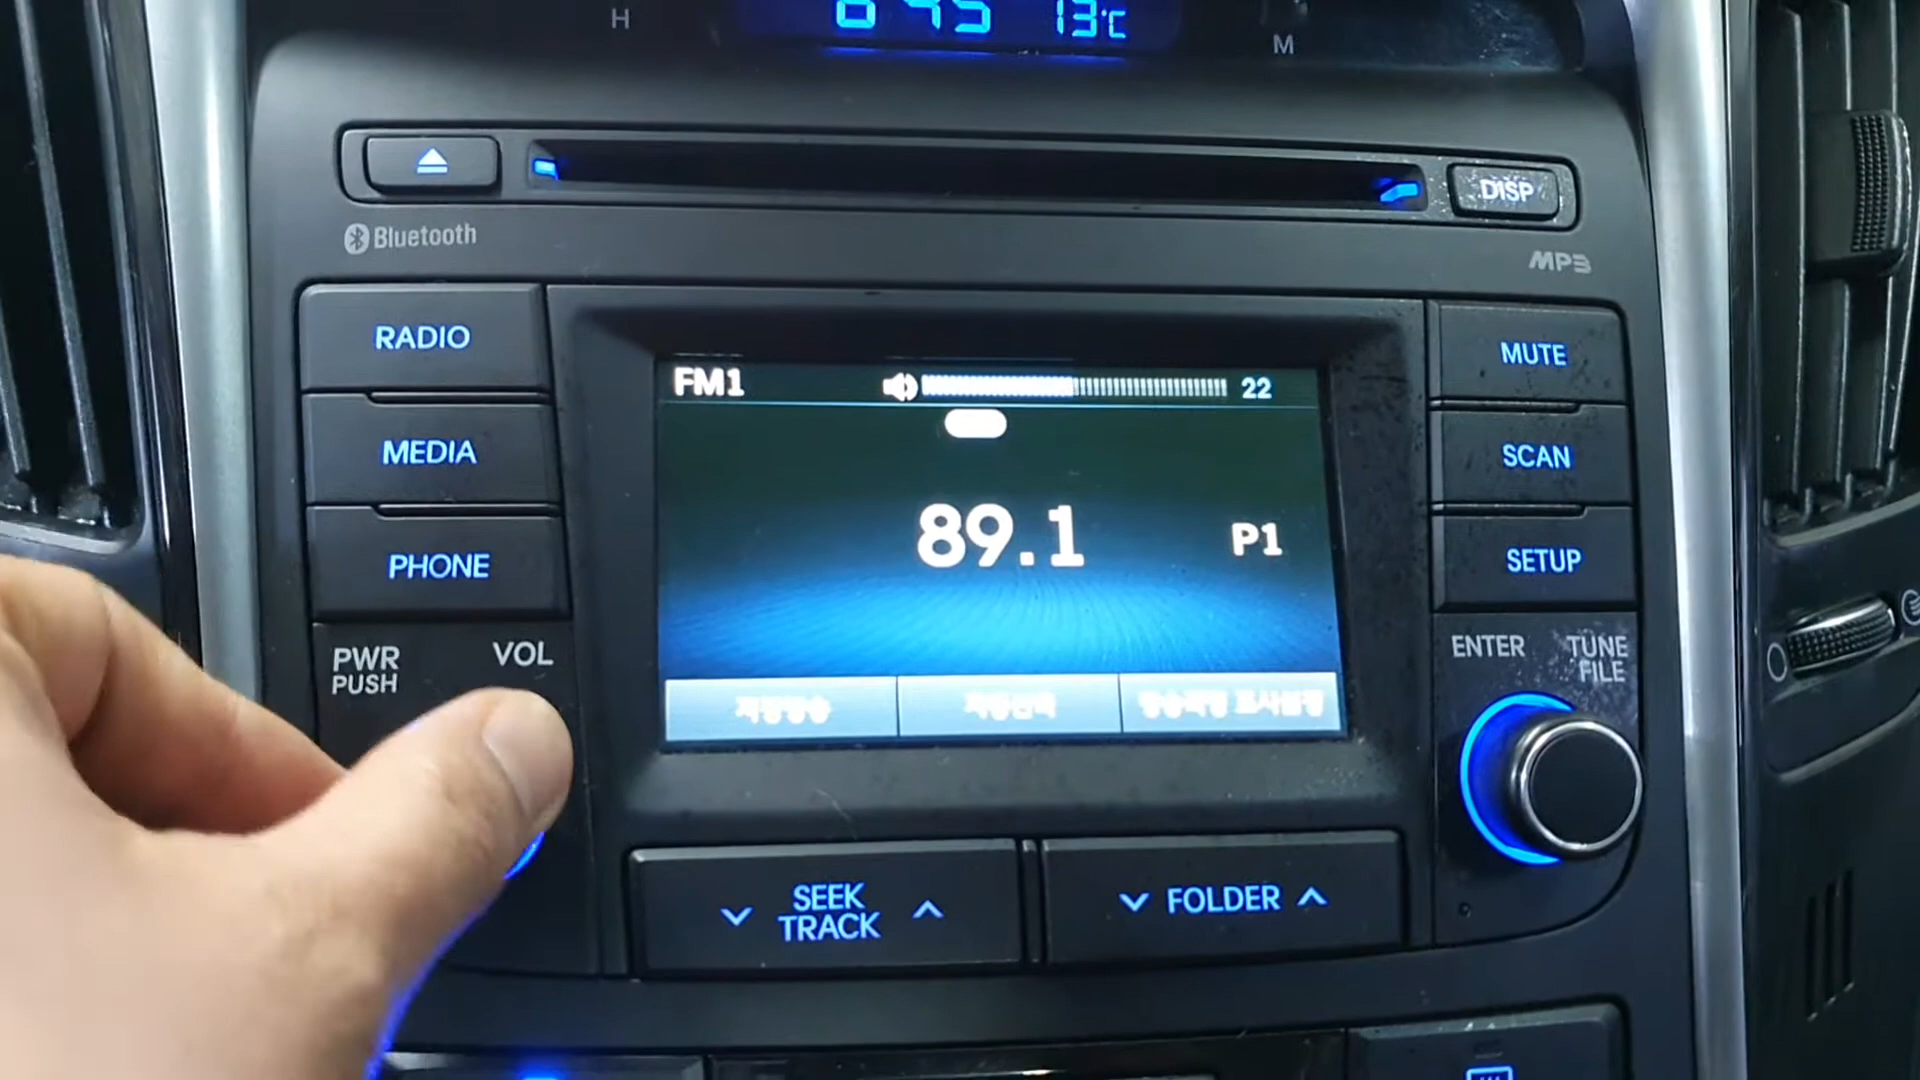 H
13°C
M
DISP
Bluetooth
MP3
RADIO
MEDIA
PHONE
PWR
PUSH
VOL
FM1
22
89.1
P1
MUTE
SCAN
SETUP
ENTER
TUNE
FILE
SEEK
TRACK
FOLDER